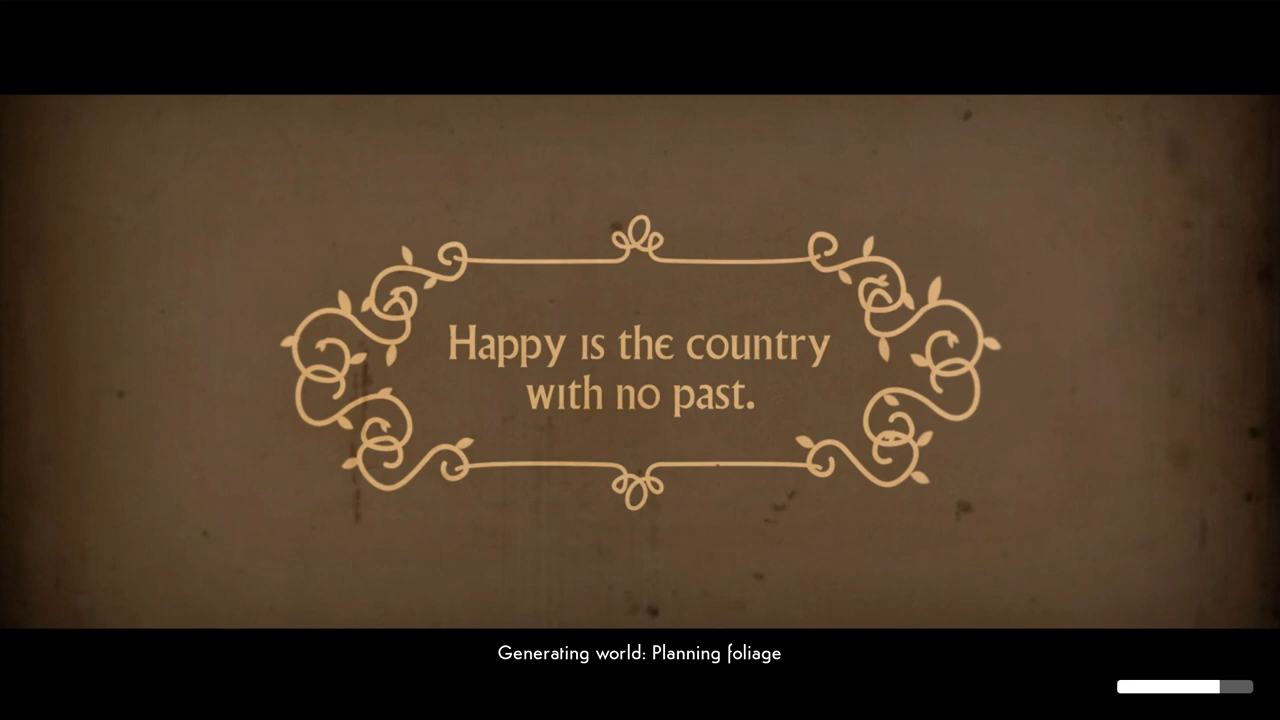 Happy is the country
with no past.
Generating world: Planning foliage